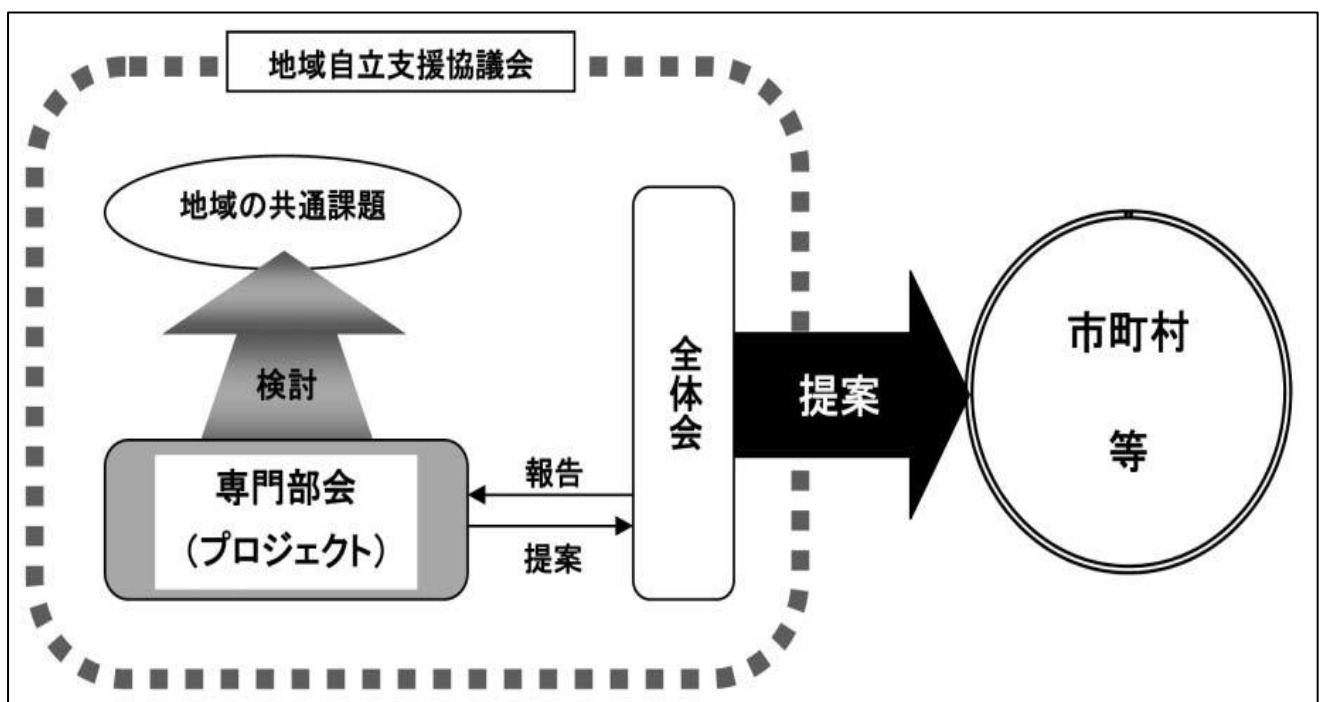 地域自立支援協議会
地域の共通課題
検討
専門部会
（プロジェクト）
報告
提案
全体会
提案
市町村
等